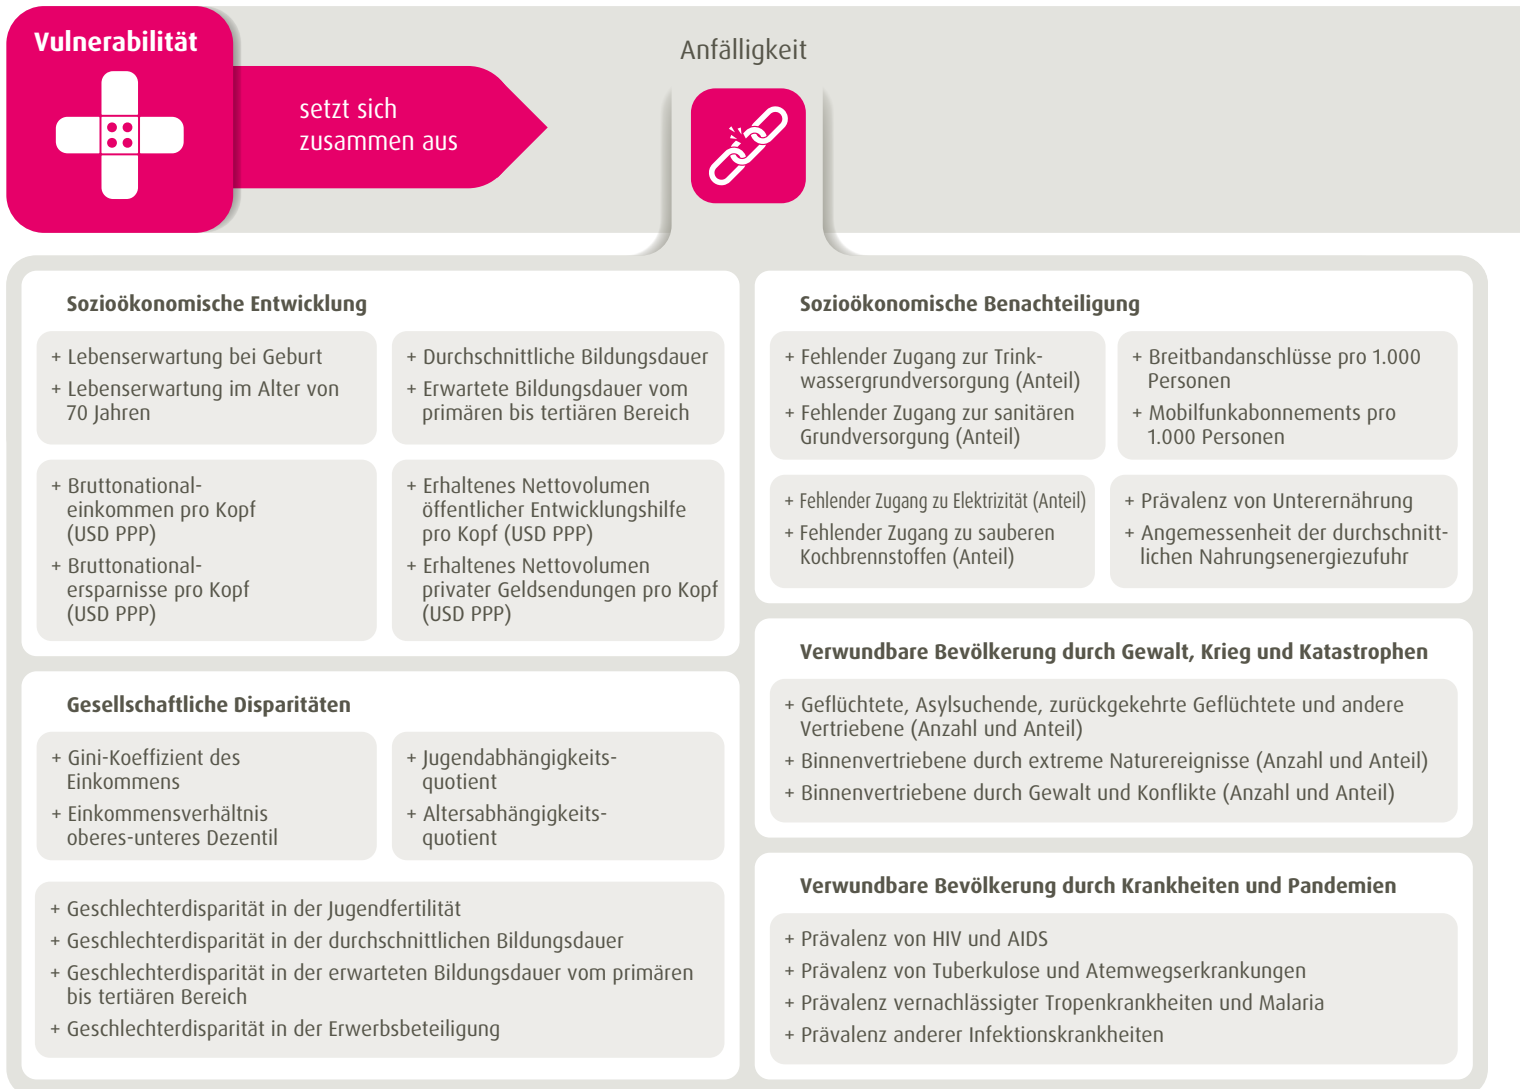 Vulnerabilität
setzt sich
zusammen aus
Anfälligkeit
Sozioökonomische Entwicklung
+ Lebenserwartung bei Geburt
+ Lebenserwartung im Alter von
70 Jahren
+ Durchschnittliche Bildungsdauer
+ Erwartete Bildungsdauer vom
primären bis tertiären Bereich
+ Bruttonational-
einkommen pro Kopf
(USD PPP)
+ Bruttonational-
ersparnisse pro Kopf
(USD PPP)
+ Erhaltenes Nettovolumen
öffentlicher Entwicklungshilfe
pro Kopf (USD PPP)
+ Erhaltenes Nettovolumen
privater Geldsendungen pro Kopf
(USD PPP)
Gesellschaftliche Disparitäten
+ Gini-Koeffizient des
Einkommens
+ Einkommensverhältnis
oberes-unteres Dezentil
+ Jugendabhängigkeits-
quotient
+ Altersabhängigkeits-
quotient
+ Geschlechterdisparität in der Jugendfertilität
+ Geschlechterdisparität in der durchschnittlichen Bildungsdauer
+ Geschlechterdisparität in der erwarteten Bildungsdauer vom primären
bis tertiären Bereich
+ Geschlechterdisparität in der Erwerbsbeteiligung
Sozioökonomische Benachteiligung
+ Fehlender Zugang zur Trink-
wassergrundversorgung (Anteil)
+ Fehlender Zugang zur sanitären
Grundversorgung (Anteil)
+ Breitbandanschlüsse pro 1.000
Personen
+ Mobilfunkabonnements pro
1.000 Personen
+ Fehlender Zugang zu Elektrizität (Anteil)
+ Fehlender Zugang zu sauberen
Kochbrennstoffen (Anteil)
+ Prävalenz von Unterernährung
+ Angemessenheit der durchschnitt-
lichen Nahrungsenergiezufuhr
Verwundbare Bevölkerung durch Gewalt, Krieg und Katastrophen
+ Geflüchtete, Asylsuchende, zurückgekehrte Geflüchtete und andere
Vertriebene (Anzahl und Anteil)
+ Binnenvertriebene durch extreme Naturereignisse (Anzahl und Anteil)
+ Binnenvertriebene durch Gewalt und Konflikte (Anzahl und Anteil)
Verwundbare Bevölkerung durch Krankheiten und Pandemien
+ Prävalenz von HIV und AIDS
+ Prävalenz von Tuberkulose und Atemwegserkrankungen
+ Prävalenz vernachlässigter Tropenkrankheiten und Malaria
+ Prävalenz anderer Infektionskrankheiten